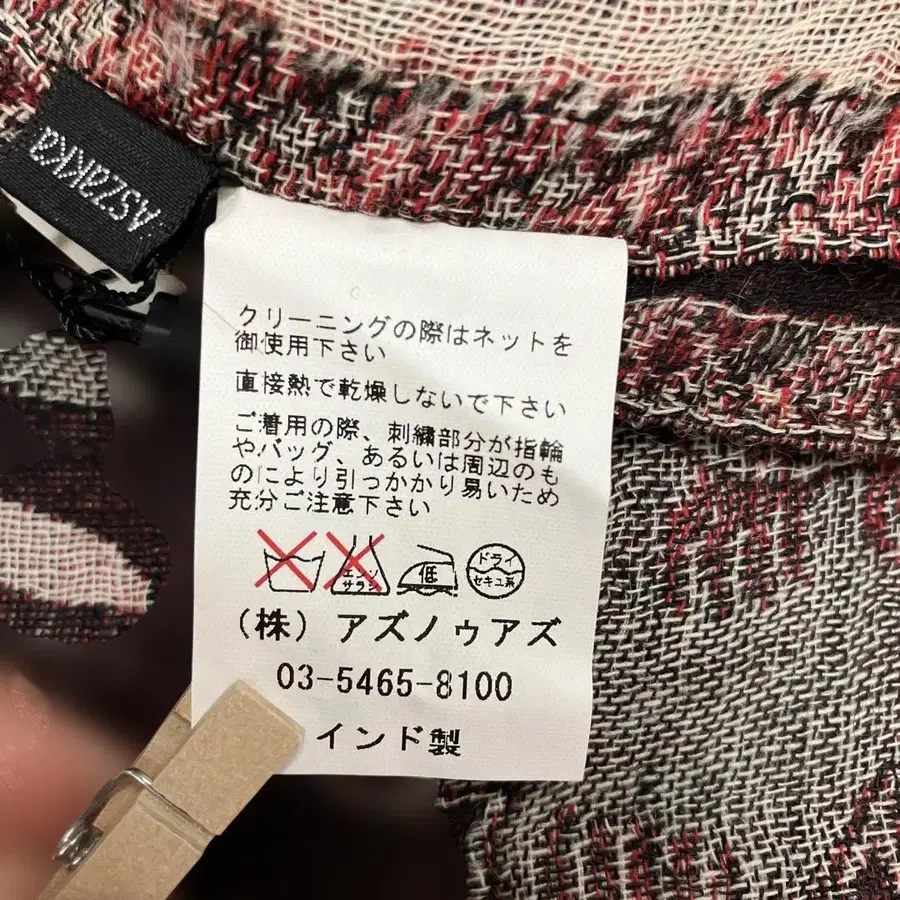 ASZAKKA
クリーニングの際はネットを
御使用下さい
直接熱で乾燥しないで下さい
ご着用の際、刺繍部分が指輪
やバッグ、あるいは周辺のも
のにより引っかかり易いため
充分ご注意下さい
エンソ
サラシ
低
ドライ
セキユ系
(株) アズノゥアズ
03-5465-8100
インド製